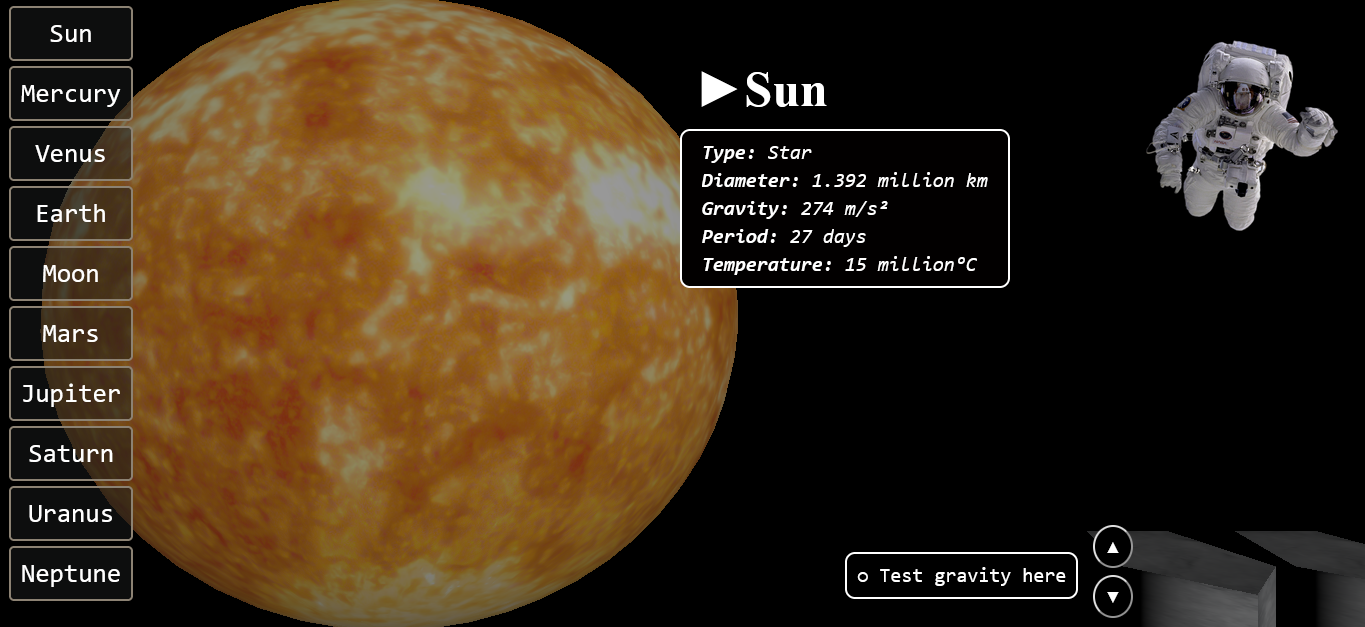 Sun
Mercury
Venus
Earth
Moon
Mars
Jupiter
Saturn
Uranus
Neptune
▶Sun
Type: Star
Diameter: 1.392 million km
Gravity: 274 m/s²
Period: 27 days
Temperature: 15 million°C
○ Test gravity here
▲
▼